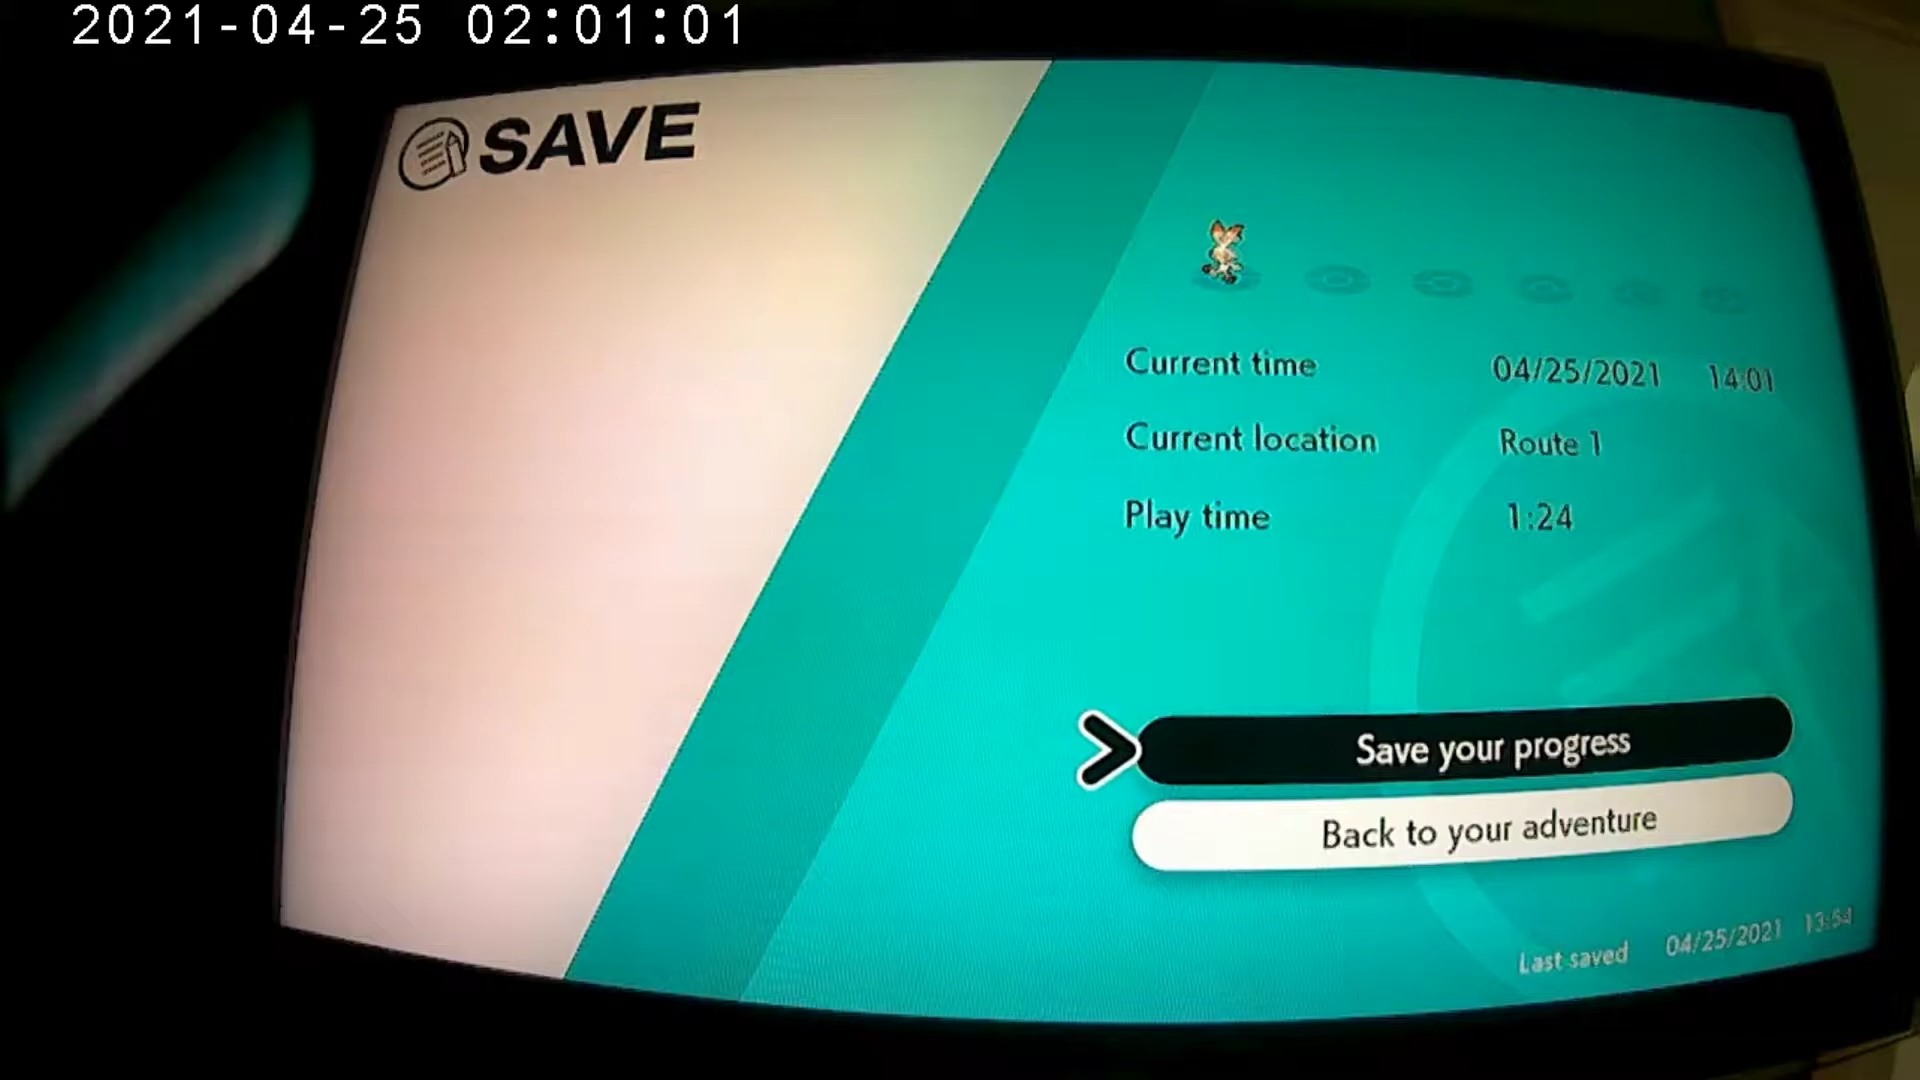 2021-04-25 02:01:01
SAVE
Current time 04/25/2021 14:01
Current location Route 1
Play time 1:24
Save your progress
Back to your adventure
Last saved 04/25/2021 13:54